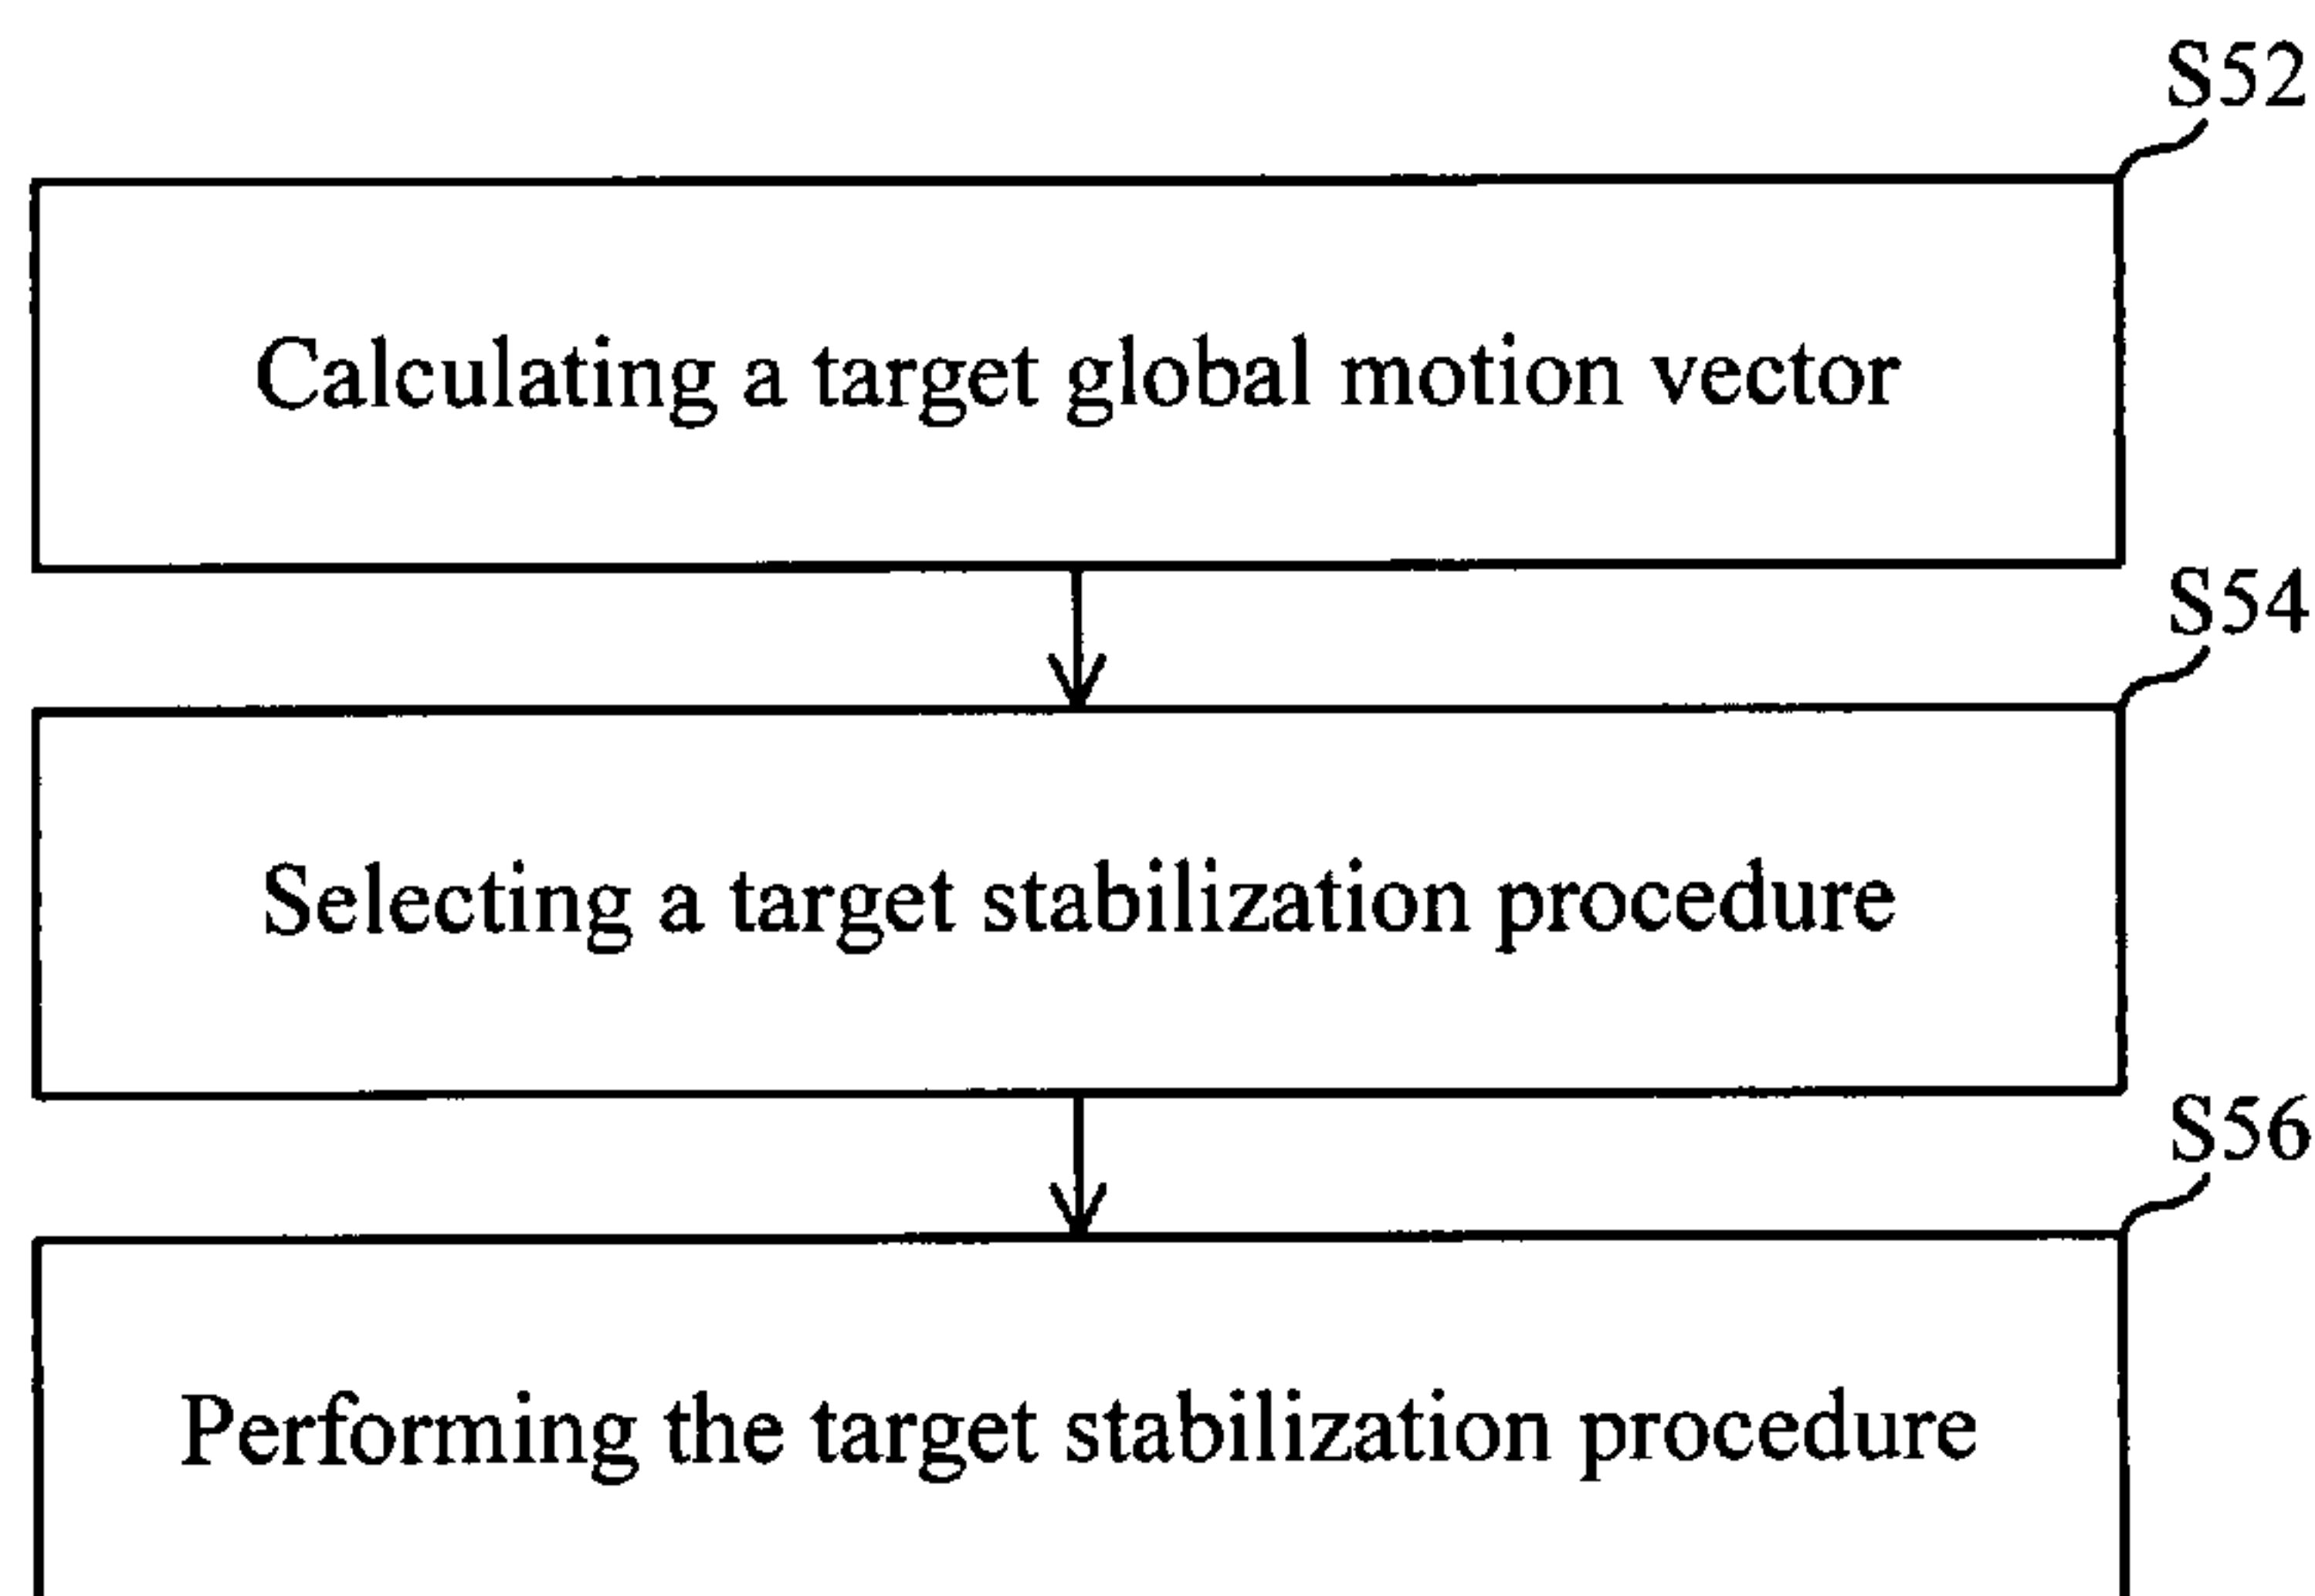 S52
Calculating a target global motion vector
S54
Selecting a target stabilization procedure
S56
Performing the target stabilization procedure